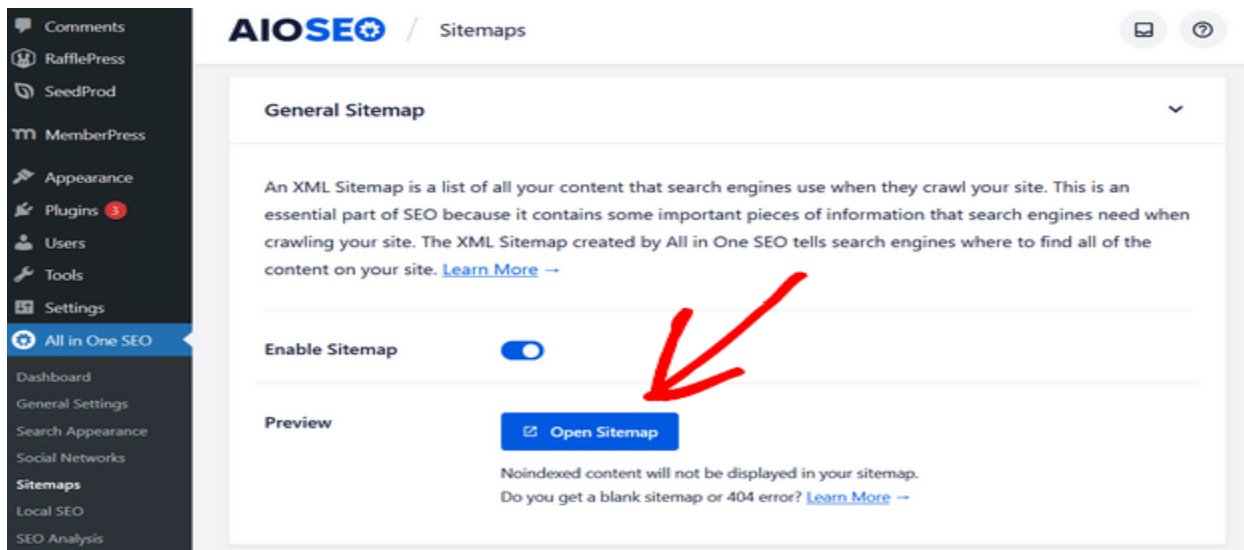 Comments
RafflePress
SeedProd
MemberPress
Appearance
Plugins 3
Users
Tools
Settings
All in One SEO
Dashboard
General Settings
Search Appearance
Social Networks
Sitemaps
Local SEO
SEO Analysis
AIOSEO / Sitemaps
General Sitemap
An XML Sitemap is a list of all your content that search engines use when they crawl your site. This is an
essential part of SEO because it contains some important pieces of information that search engines need when
crawling your site. The XML Sitemap created by All in One SEO tells search engines where to find all of the
content on your site. Learn More →
Enable Sitemap
Preview
Open Sitemap
Noindexed content will not be displayed in your sitemap.
Do you get a blank sitemap or 404 error? Learn More →